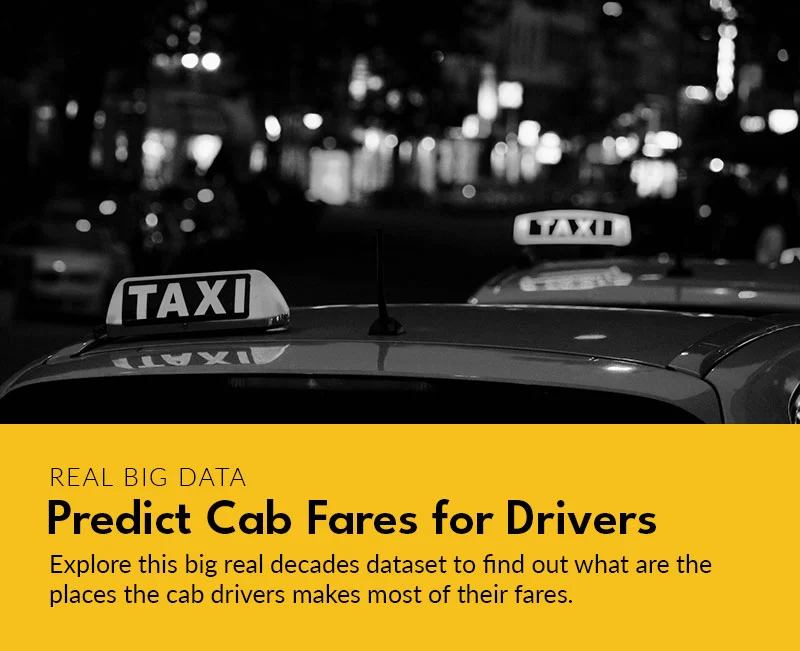 TAXI
TAXI
REAL BIG DATA
Predict Cab Fares for Drivers
Explore this big real decades dataset to find out what are the
places the cab drivers makes most of their fares.